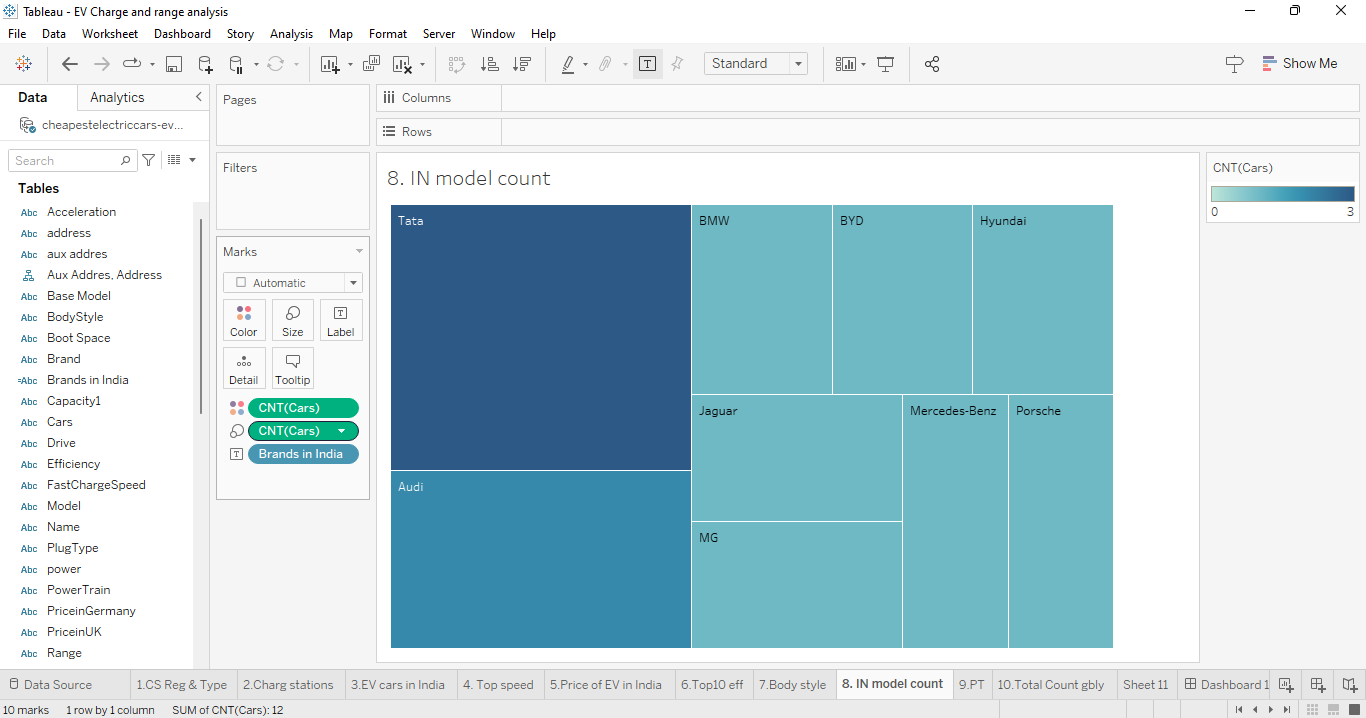 Tableau - EV Charge and range analysis
File Data Worksheet Dashboard Story Analysis Map Format Server Window Help
Standard
Show Me
Data Analytics
cheapestelectriccars-ev...
Search
Tables
Abc Acceleration
Abc address
Abc aux addres
Aux Addres, Address
Abc Base Model
Abc BodyStyle
Abc Boot Space
Abc Brand
=Abc Brands in India
Abc Capacity1
Abc Cars
Abc Drive
Abc Efficiency
Abc FastChargeSpeed
Abc Model
Abc Name
Abc PlugType
Abc power
Abc PowerTrain
Abc PriceinGermany
Abc PriceinUK
Abc Range
Pages
Filters
Marks
Automatic
Color Size Label
Detail Tooltip
CNT(Cars)
CNT(Cars)
Brands in India
Columns
Rows
8. IN model count
Tata
BMW
BYD
Hyundai
Audi
Jaguar
Mercedes-Benz
Porsche
MG
CNT(Cars)
0 3
Data Source 1.CS Reg & Type 2.Charg stations 3.EV cars in India 4. Top speed 5.Price of EV in India 6.Top10 eff 7.Body style 8. IN model count 9.PT 10.Total Count gbly Sheet 11 Dashboard 1
10 marks 1 row by 1 column SUM of CNT(Cars): 12